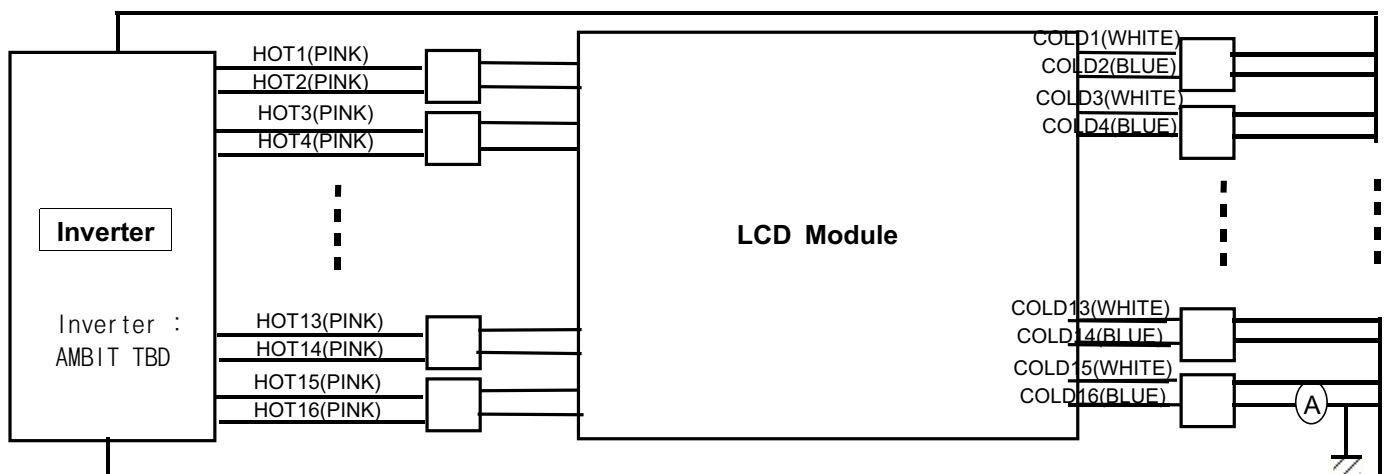 HOT1(PINK)
HOT2(PINK)
HOT3(PINK)
HOT4(PINK)
Inverter
Inverter :
AMBIT TBD
HOT13(PINK)
HOT14(PINK)
HOT15(PINK)
HOT16(PINK)
LCD Module
COLD1(WHITE)
COLD2(BLUE)
COLD3(WHITE)
COLD4(BLUE)
COLD13(WHITE)
COLD14(BLUE)
COLD15(WHITE)
COLD16(BLUE)
A